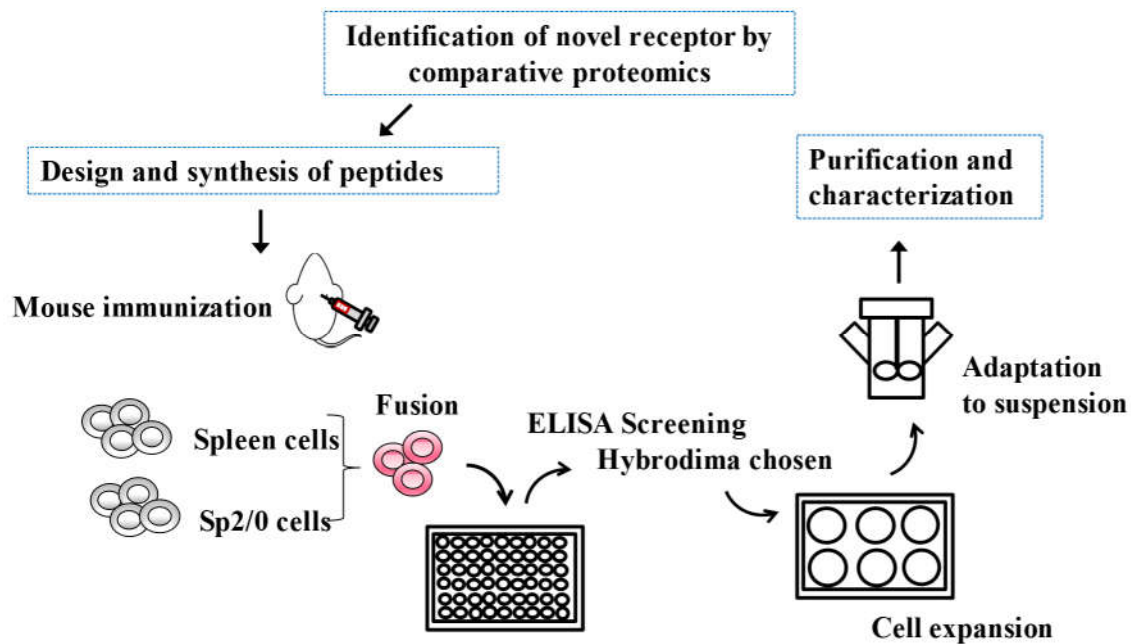 Identification of novel receptor by
comparative proteomics
Design and synthesis of peptides
Mouse immunization
Spleen cells
Sp2/0 cells
Fusion
ELISA Screening
Hybrodima chosen
Cell expansion
Adaptation
to suspension
Purification and
characterization